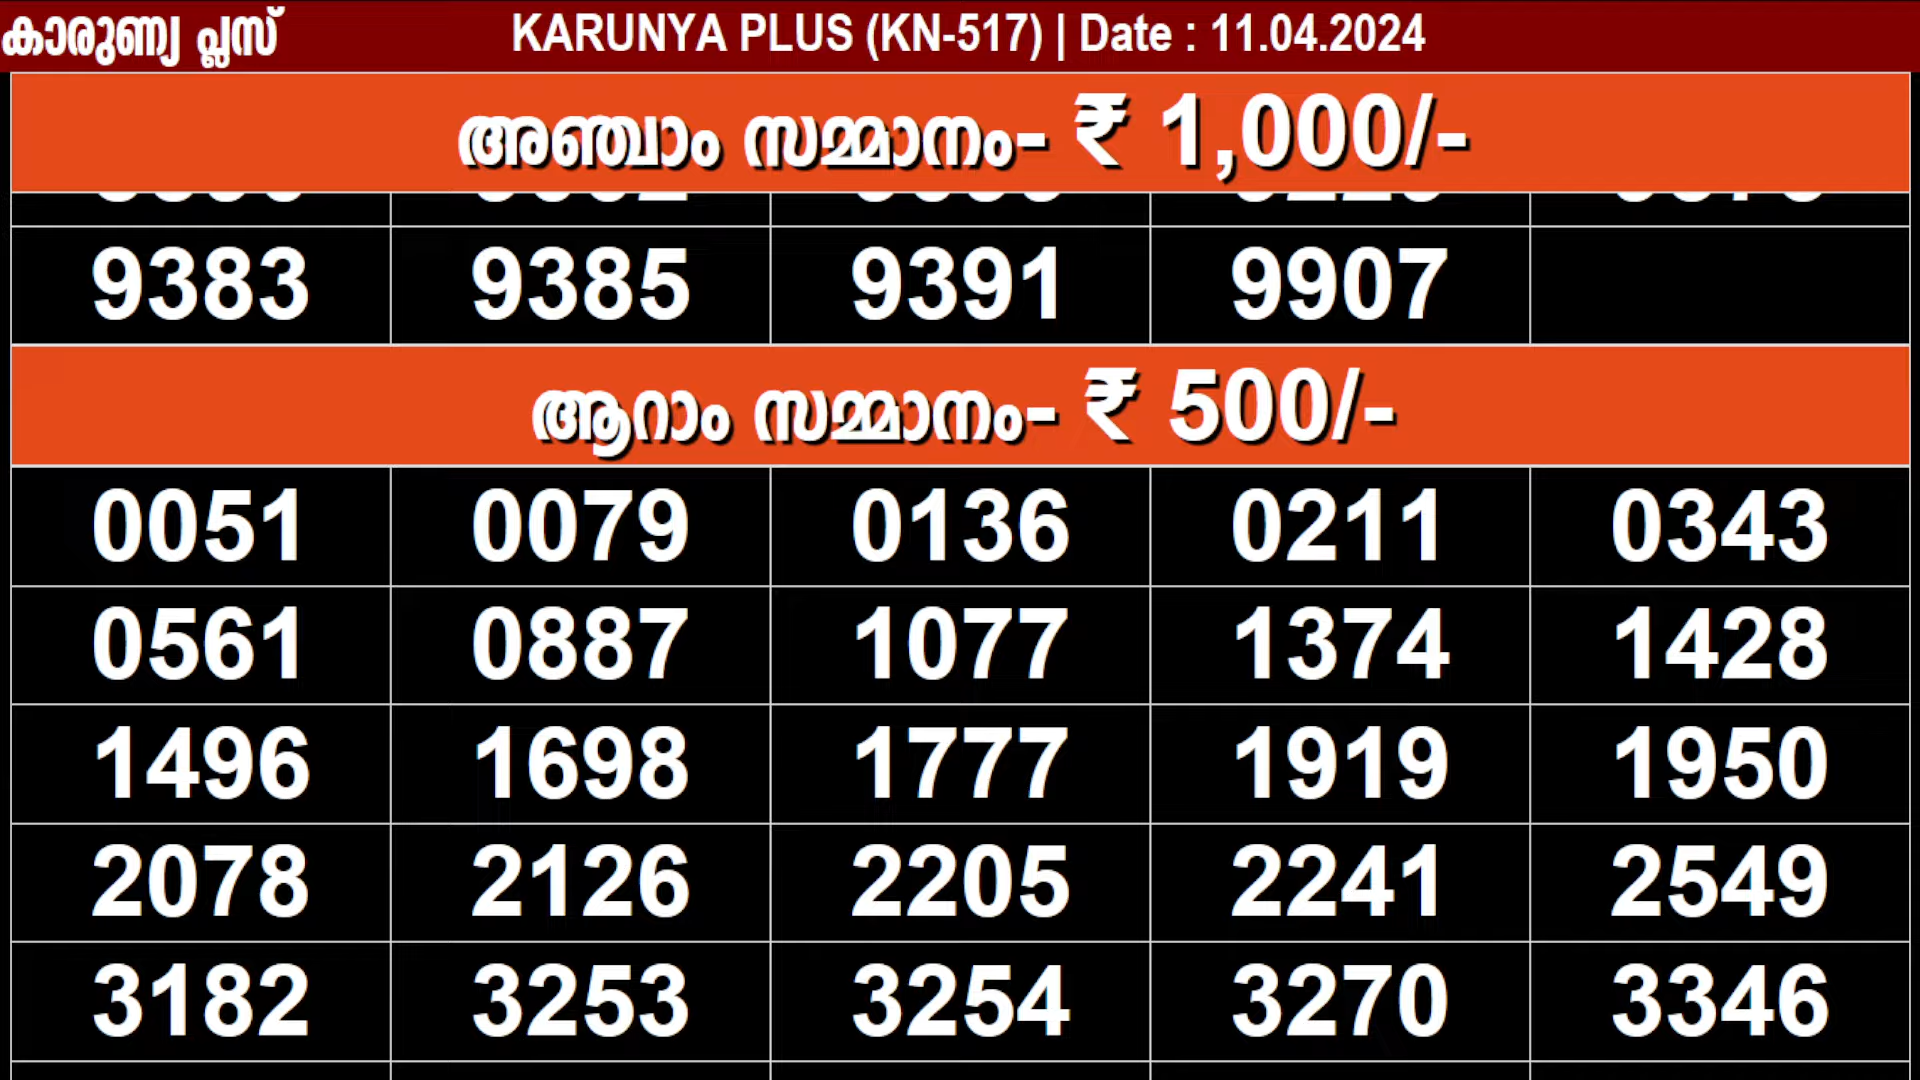 കാരുണ്യ പ്ലസ് KARUNYA PLUS (KN-517) | Date : 11.04.2024
അഞ്ചാം സമ്മാനം- ₹ 1,000/-
9383 9385 9391 9907
ആറാം സമ്മാനം- ₹ 500/-
0051 0079 0136 0211 0343
0561 0887 1077 1374 1428
1496 1698 1777 1919 1950
2078 2126 2205 2241 2549
3182 3253 3254 3270 3346